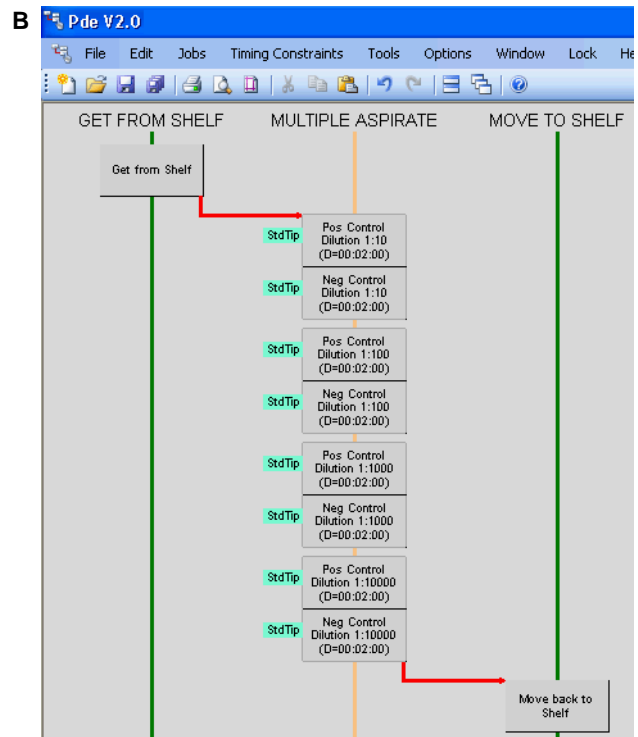 B
Pde V2.0
File Edit Jobs Timing Constraints Tools Options Window Lock He
GET FROM SHELF MULTIPLE ASPIRATE MOVE TO SHELF
Get from Shelf
StdTip
Pos Control
Dilution 1:10
(D=00:02:00)
StdTip
Neg Control
Dilution 1:10
(D=00:02:00)
StdTip
Pos Control
Dilution 1:100
(D=00:02:00)
StdTip
Neg Control
Dilution 1:100
(D=00:02:00)
StdTip
Pos Control
Dilution 1:1000
(D=00:02:00)
StdTip
Neg Control
Dilution 1:1000
(D=00:02:00)
StdTip
Pos Control
Dilution 1:10000
(D=00:02:00)
StdTip
Neg Control
Dilution 1:10000
(D=00:02:00)
Move back to
Shelf